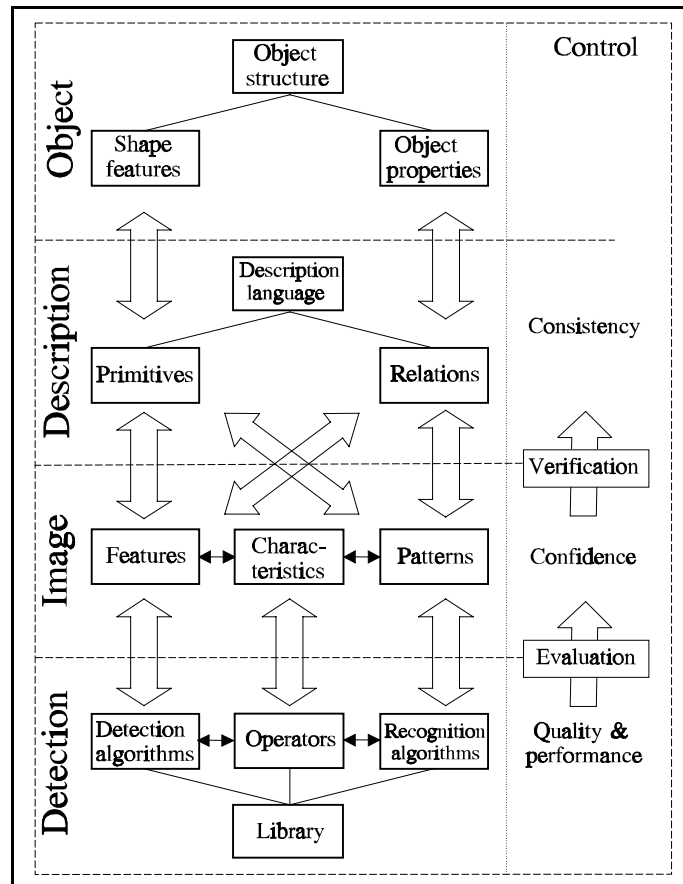 Control
Object
Object
structure
Shape
features
Object
properties
Description
Description
language
Primitives
Relations
Consistency
Verification
Image
Features
Charac-
teristics
Patterns
Confidence
Evaluation
Detection
Detection
algorithms
Operators
Recognition
algorithms
Quality &
performance
Library